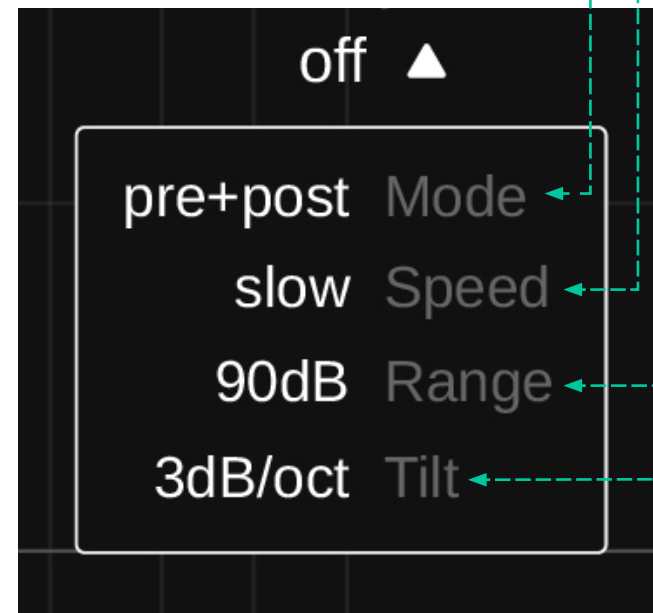 off
pre+post Mode
slow Speed
90dB Range
3dB/oct Tilt